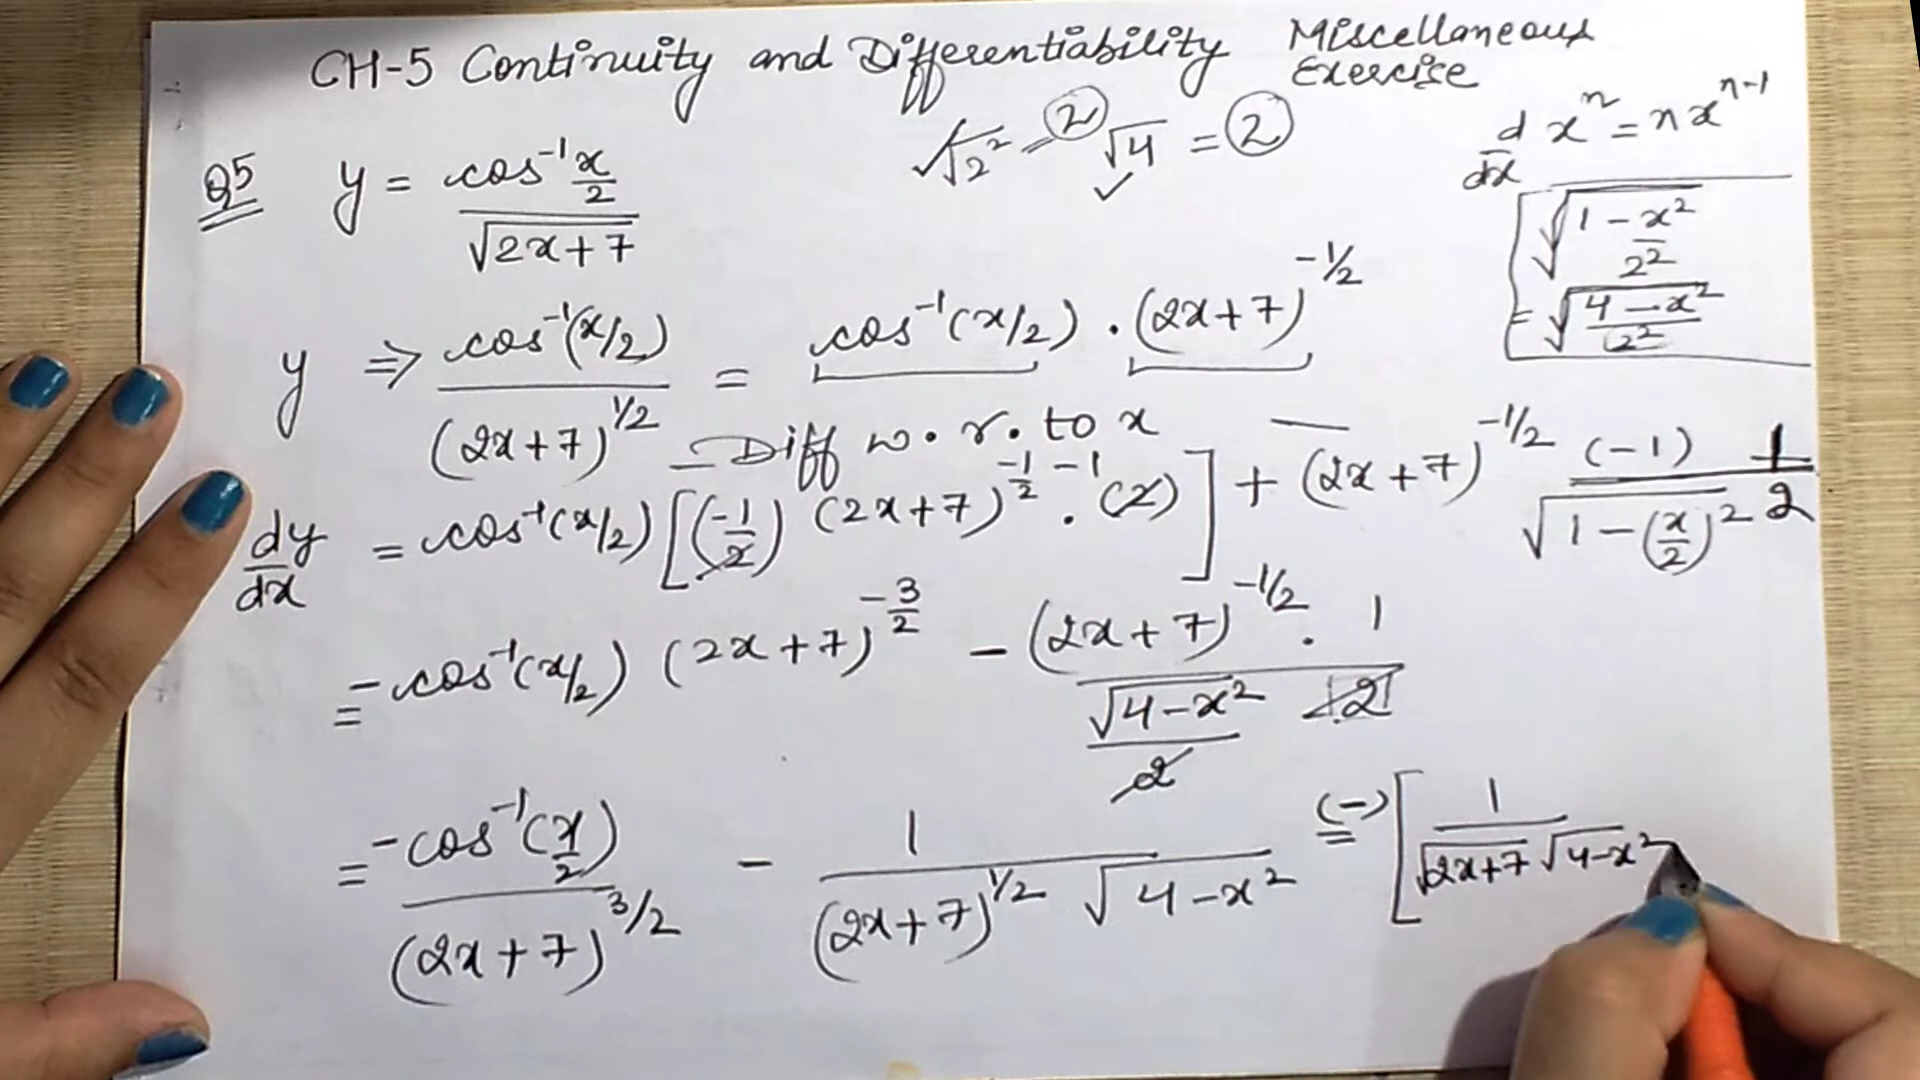 CH-5 Continuity and Differentiability Miscellaneous Exercise
√2² = 2 √4 = 2 ✓
d/dx xⁿ = nxⁿ⁻¹
Q5 y = cos⁻¹ x/2 / √2x+7
√1 - x²/2²
= √4 - x²/2²
y ⇒ cos⁻¹(x/2) / (2x+7)^1/2 = cos⁻¹(x/2) . (2x+7)^-1/2
Diff w.r. to x
dy/dx = cos⁻¹(x/2) [(-1/2) (2x+7)^-1/2 -1 . (2)] + (2x+7)^-1/2 (-1) / √1-(x/2)² 1/2
= -cos⁻¹(x/2) (2x+7)^-3/2 - (2x+7)^-1/2 . 1 / √4-x² / 2 2
= -cos⁻¹(x/2) / (2x+7)^3/2 - 1 / (2x+7)^1/2 √4-x² = (-) [ 1 / √2x+7 √4-x²